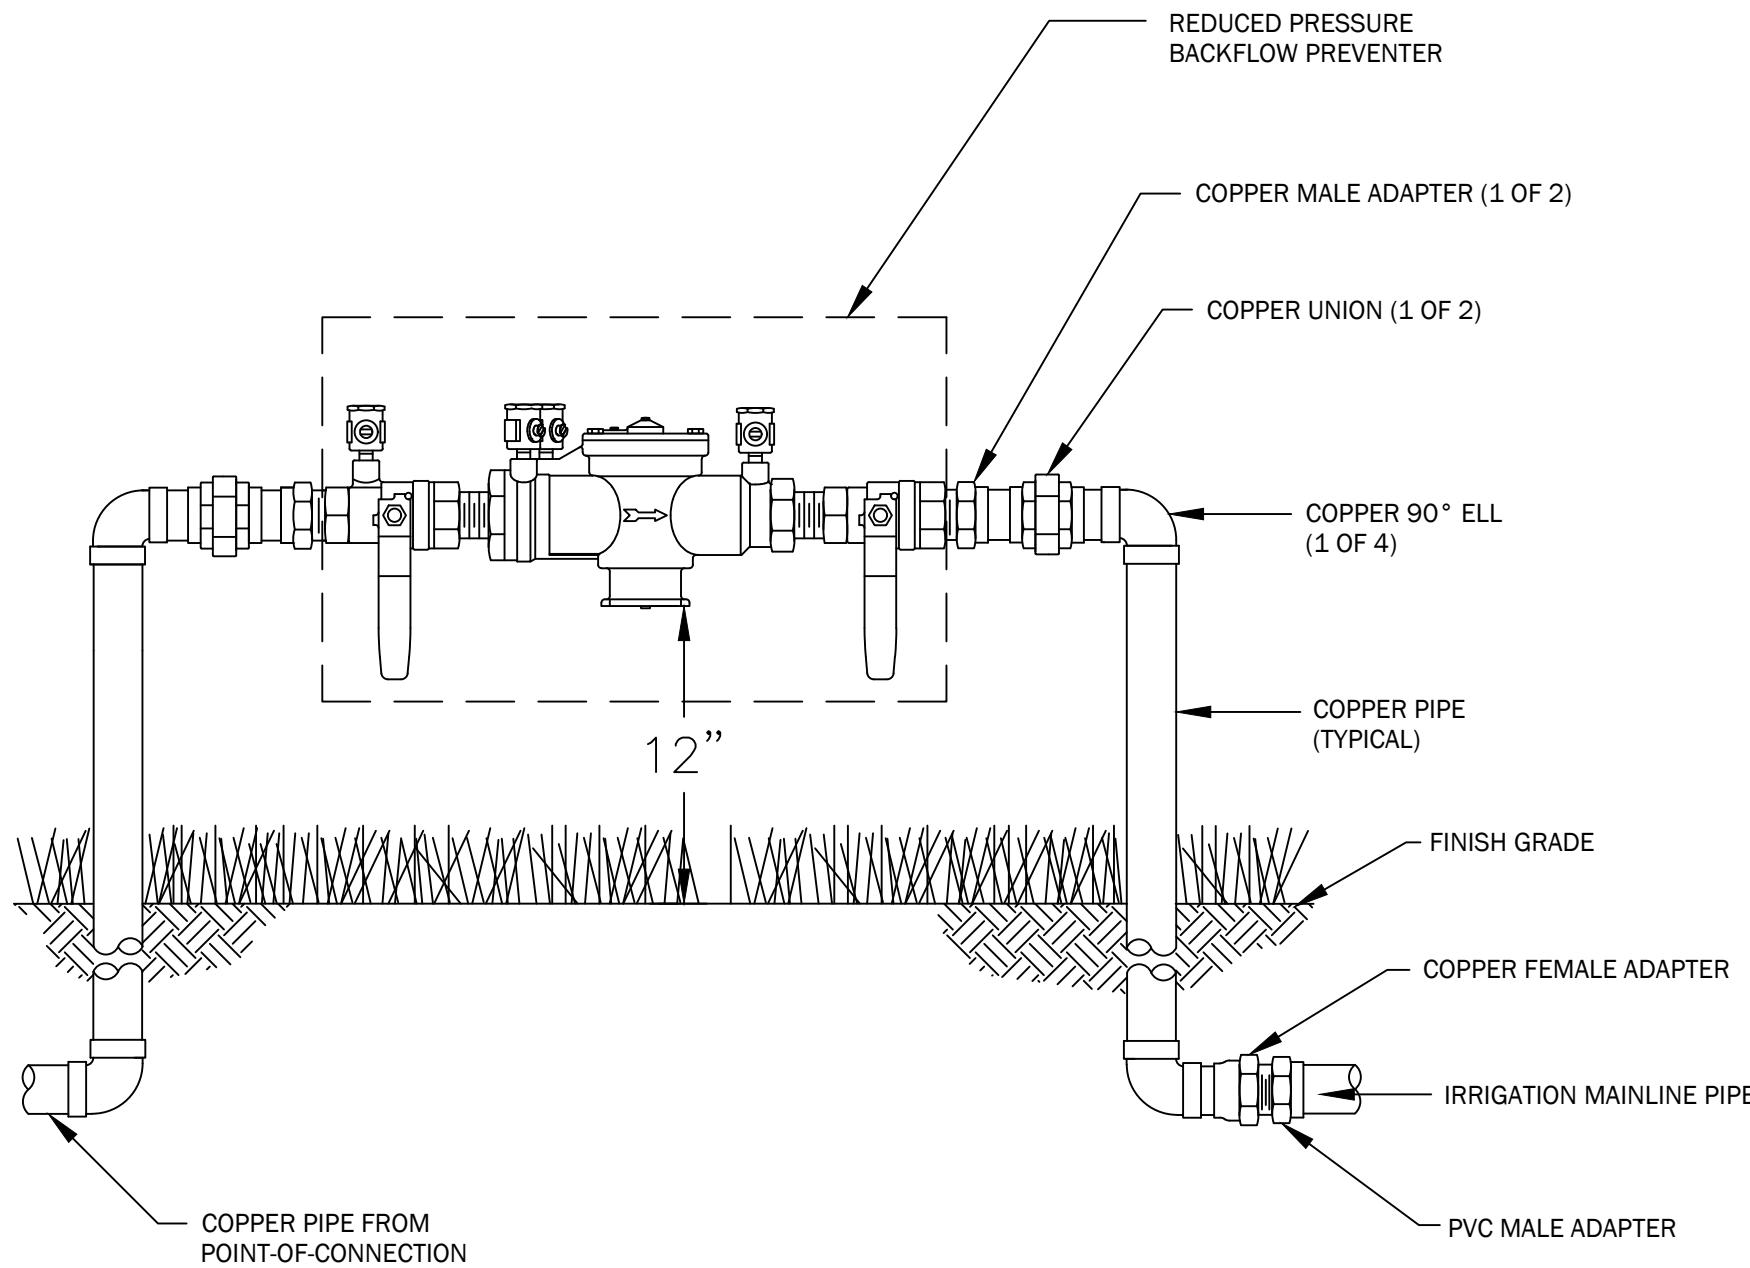 REDUCED PRESSURE
BACKFLOW PREVENTER
COPPER MALE ADAPTER (1 OF 2)
COPPER UNION (1 OF 2)
COPPER 90° ELL
(1 OF 4)
COPPER PIPE
(TYPICAL)
12”
FINISH GRADE
COPPER FEMALE ADAPTER
IRRIGATION MAINLINE PIPE
PVC MALE ADAPTER
COPPER PIPE FROM
POINT-OF-CONNECTION